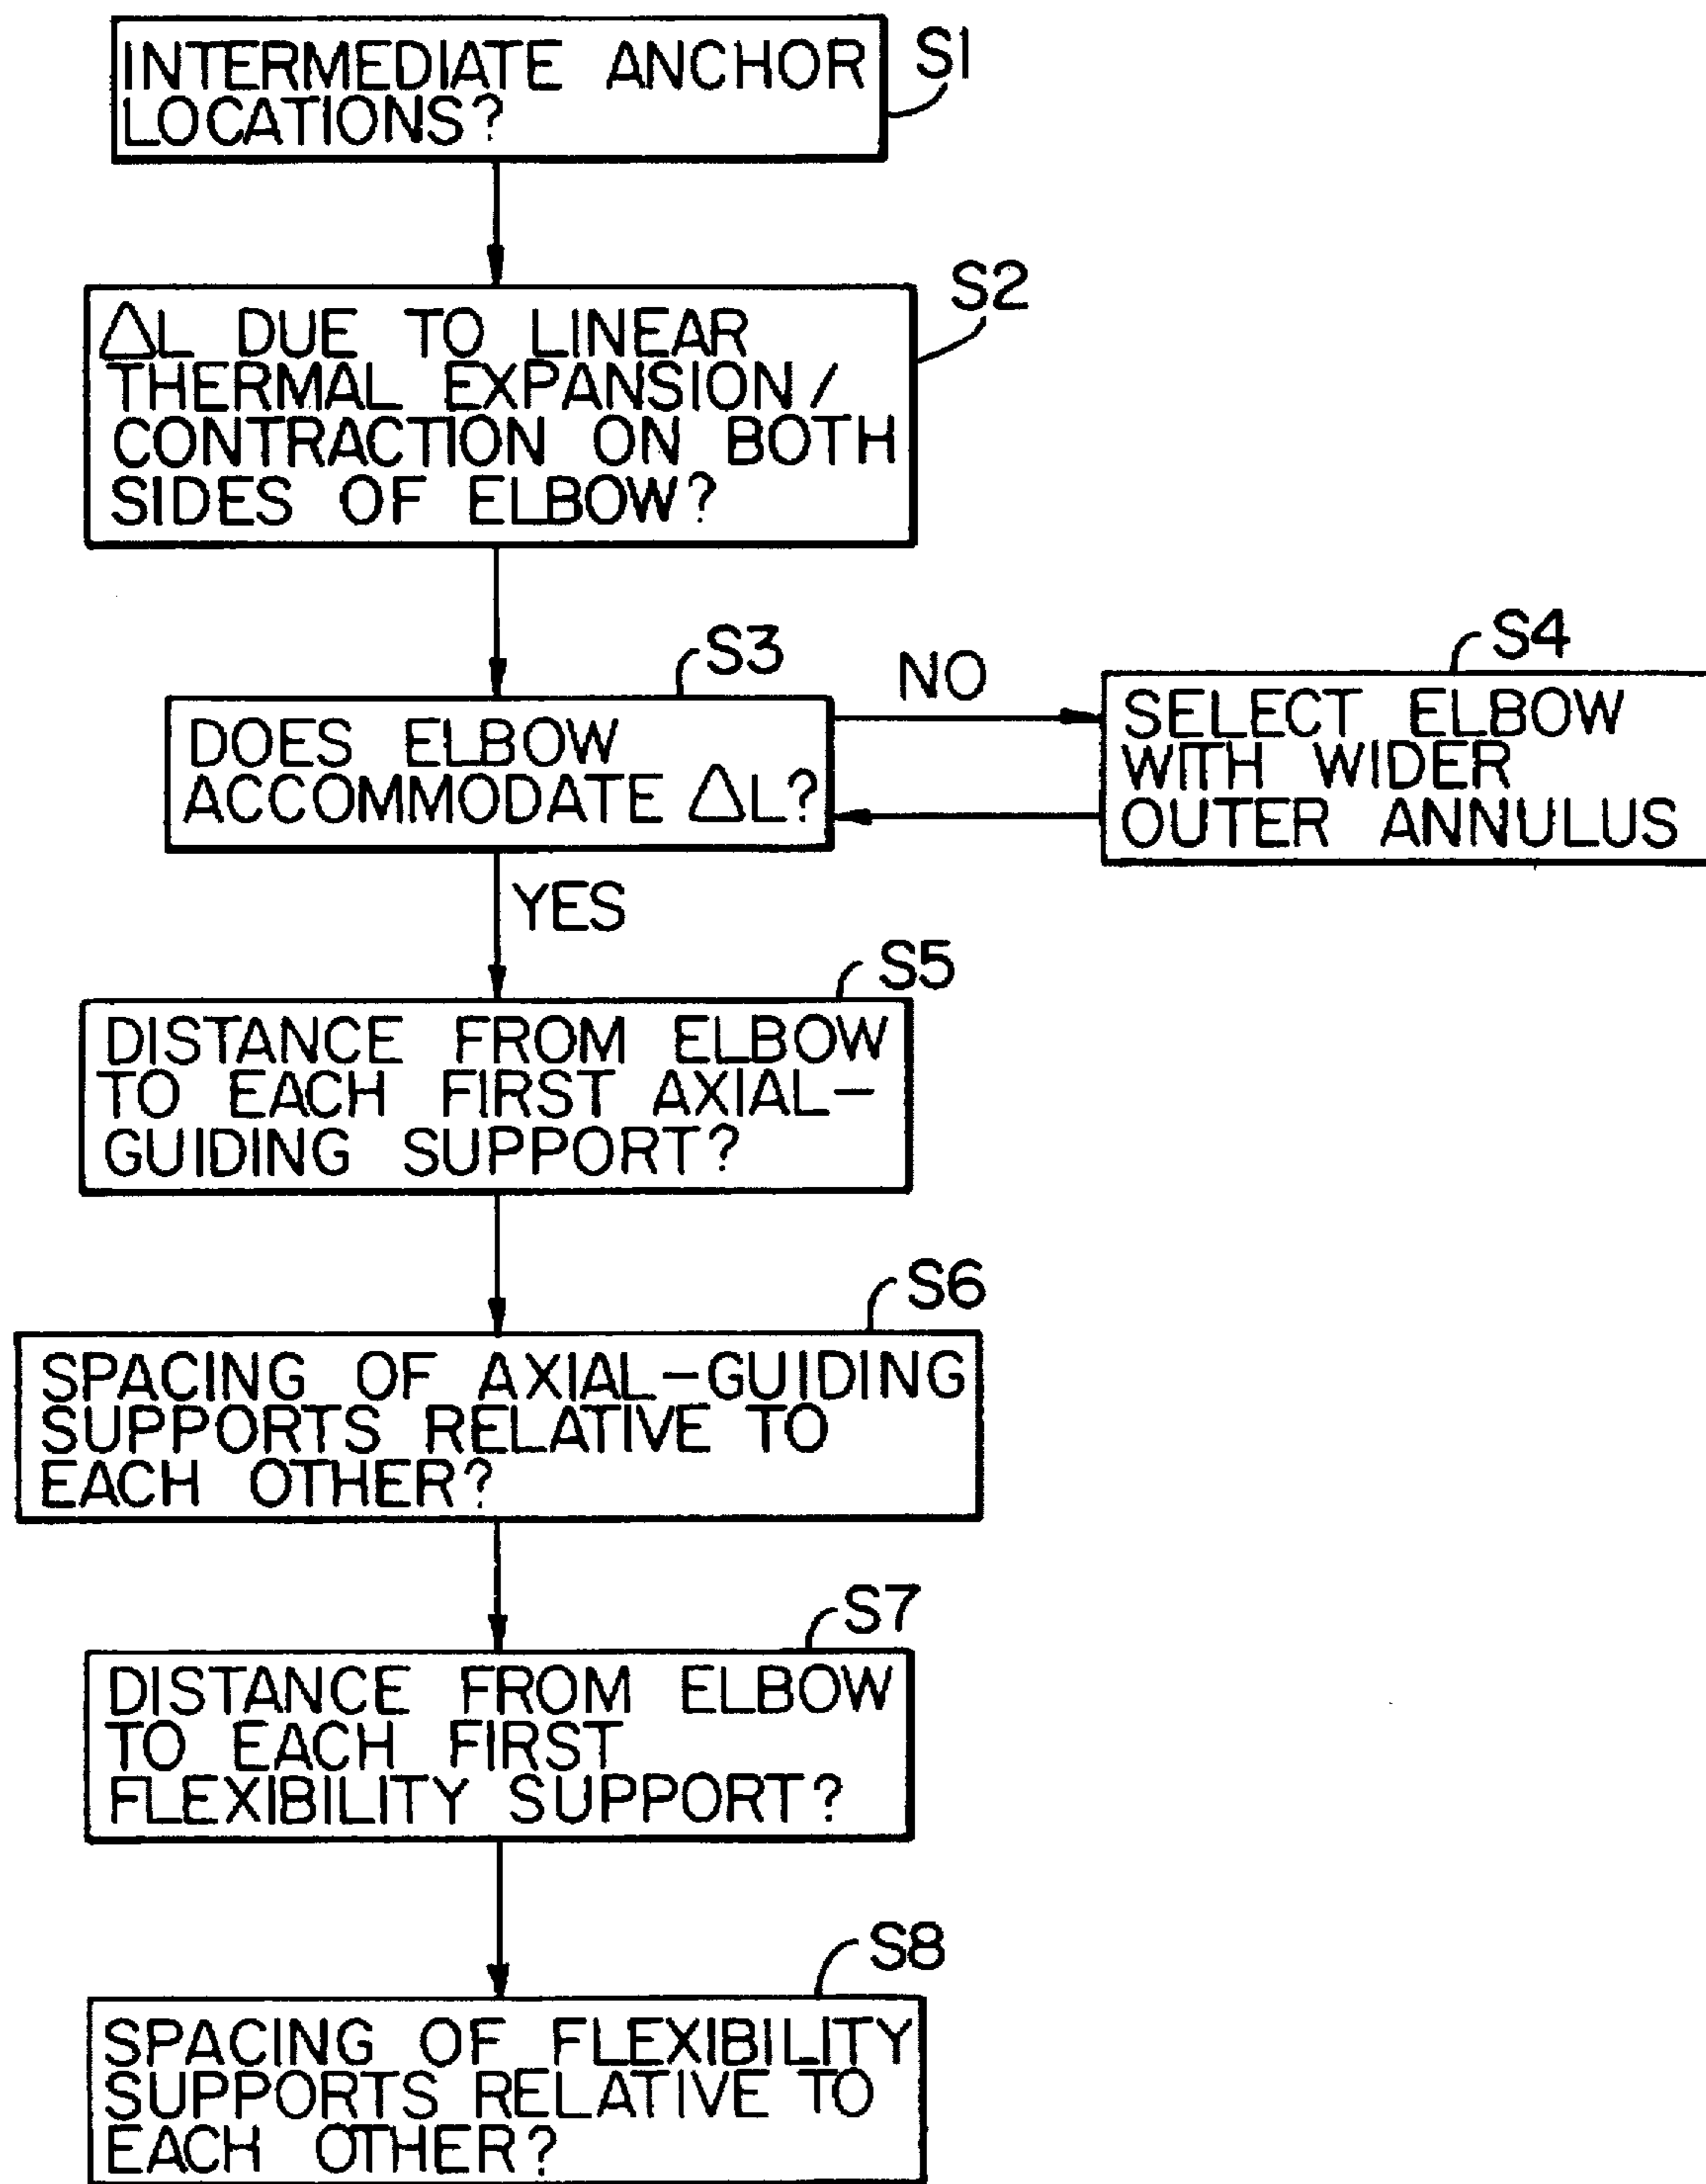 INTERMEDIATE ANCHOR
LOCATIONS?
S1
S2
△L DUE TO LINEAR
THERMAL EXPANSION/
CONTRACTION ON BOTH
SIDES OF ELBOW?
S3
DOES ELBOW
ACCOMMODATE △L?
NO
S4
SELECT ELBOW
WITH WIDER
OUTER ANNULUS
YES
S5
DISTANCE FROM ELBOW
TO EACH FIRST AXIAL-
GUIDING SUPPORT?
S6
SPACING OF AXIAL-GUIDING
SUPPORTS RELATIVE TO
EACH OTHER?
S7
DISTANCE FROM ELBOW
TO EACH FIRST
FLEXIBILITY SUPPORT?
S8
SPACING OF FLEXIBILITY
SUPPORTS RELATIVE TO
EACH OTHER?